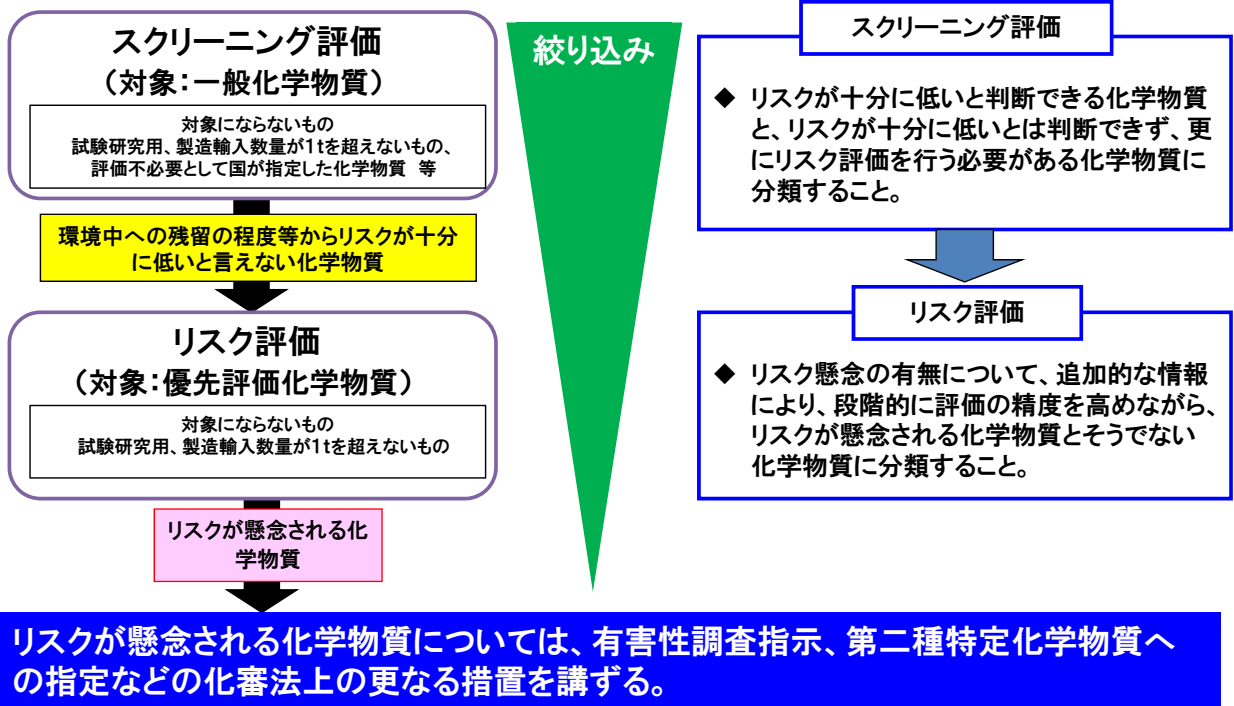 スクリーニング評価
（対象：一般化学物質）
対象にならないもの
試験研究用、製造輸入数量が1tを超えないもの、
評価不必要として国が指定した化学物質　等
環境中への残留の程度等からリスクが十分
に低いと言えない化学物質
リスク評価
（対象：優先評価化学物質）
対象にならないもの
試験研究用、製造輸入数量が1tを超えないもの
リスクが懸念される化
学物質
絞り込み
スクリーニング評価
◆ リスクが十分に低いと判断できる化学物質
と、リスクが十分に低いとは判断できず、更
にリスク評価を行う必要がある化学物質に
分類すること。
リスク評価
◆ リスク懸念の有無について、追加的な情報
により、段階的に評価の精度を高めながら、
リスクが懸念される化学物質とそうでない
化学物質に分類すること。
リスクが懸念される化学物質については、有害性調査指示、第二種特定化学物質へ
の指定などの化審法上の更なる措置を講ずる。